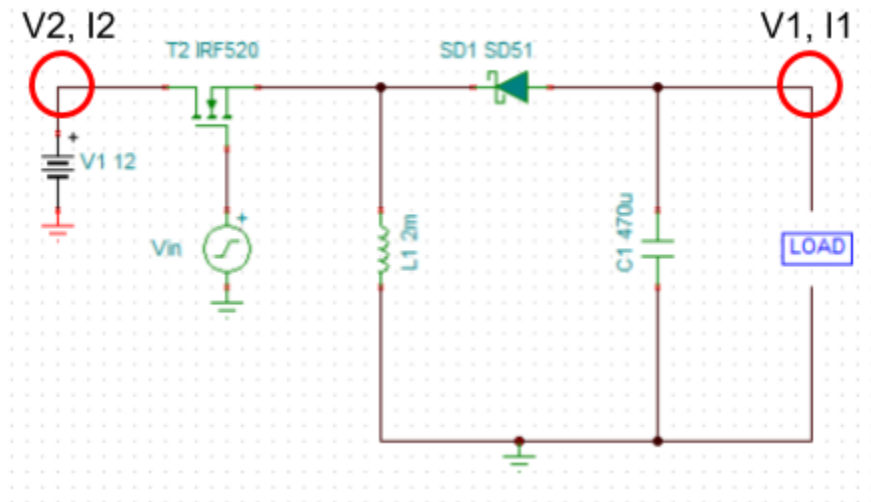 V2, I2
V1, I1
T2 IRF520
SD1 SD51
+
V1 12
+
Vin
L1 2m
C1 470u
LOAD